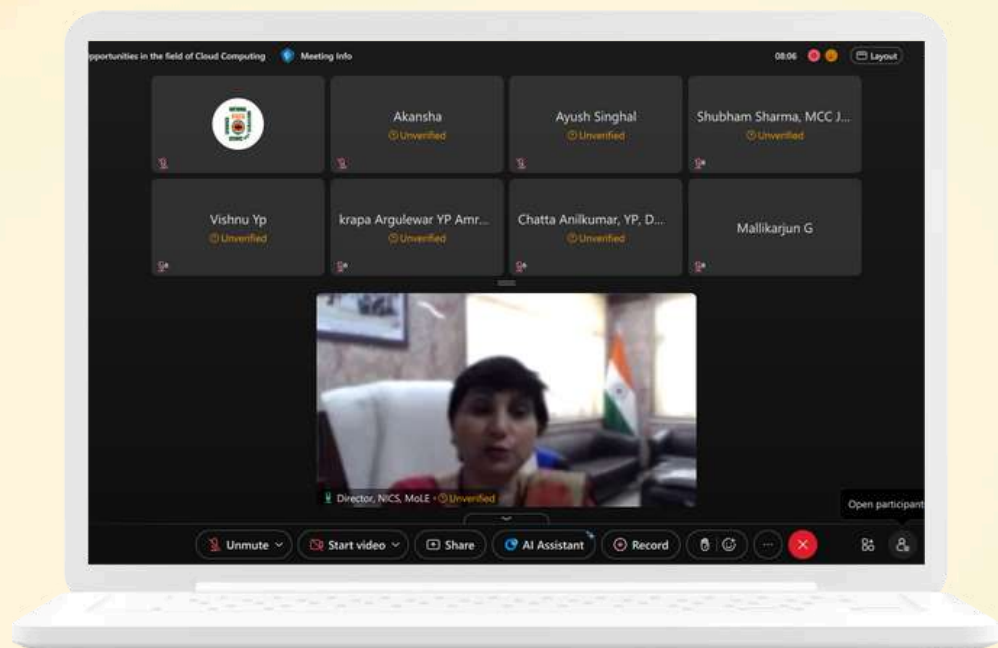 opportunities in the field of Cloud Computing Meeting Info 08:06 Layout
Akansha
Unverified
Ayush Singhal
Unverified
Shubham Sharma, MCC J...
Unverified
Vishnu Yp
Unverified
krapa Argulewar YP Amr...
Unverified
Chatta Anilkumar, YP, D...
Unverified
Mallikarjun G
Director, NICS, MoLE • Unverified
Open participant
Unmute Start video Share AI Assistant Record